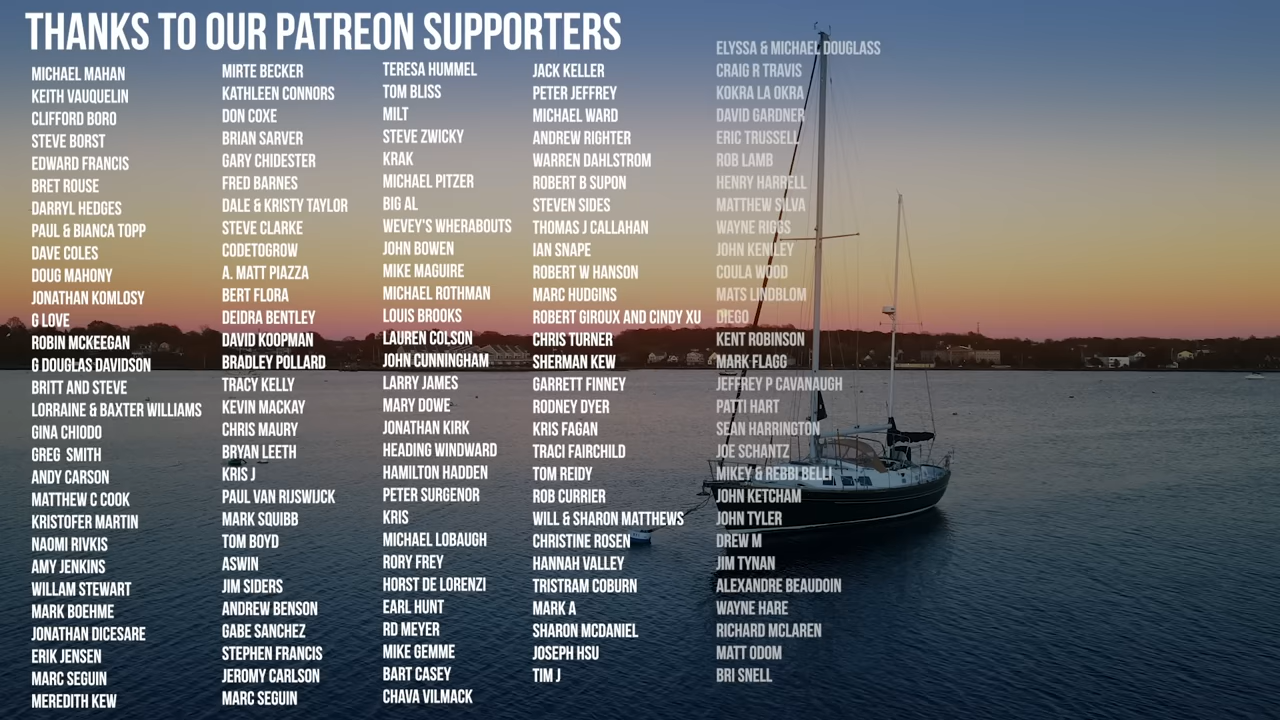 THANKS TO OUR PATREON SUPPORTERS
MICHAEL MAHAN
KEITH VAUQUELIN
CLIFFORD BORO
STEVE BORST
EDWARD FRANCIS
BRET ROUSE
DARRYL HEDGES
PAUL & BIANCA TOPP
DAVE COLES
DOUG MAHONY
JONATHAN KOMLOSY
G LOVE
ROBIN MCKEEGAN
G DOUGLAS DAVIDSON
BRITT AND STEVE
LORRAINE & BAXTER WILLIAMS
GINA CHIODO
GREG SMITH
ANDY CARSON
MATTHEW C COOK
KRISTOFER MARTIN
NAOMI RIVKIS
AMY JENKINS
WILLAM STEWART
MARK BOEHME
JONATHAN DICESARE
ERIK JENSEN
MARC SEGUIN
MEREDITH KEW
MIRTE BECKER
KATHLEEN CONNORS
DON COXE
BRIAN SARVER
GARY CHIDESTER
FRED BARNES
DALE & KRISTY TAYLOR
STEVE CLARKE
CODETOGROW
A. MATT PIAZZA
BERT FLORA
DEIDRA BENTLEY
DAVID KOOPMAN
BRADLEY POLLARD
TRACY KELLY
KEVIN MACKAY
CHRIS MAURY
BRYAN LEETH
KRIS J
PAUL VAN RIJSWIJCK
MARK SQUIBB
TOM BOYD
ASWIN
JIM SIDERS
ANDREW BENSON
GABE SANCHEZ
STEPHEN FRANCIS
JEROMY CARLSON
MARC SEGUIN
TERESA HUMMEL
TOM BLISS
MILT
STEVE ZWICKY
KRAK
MICHAEL PITZER
BIG AL
WEVEY'S WHERABOUTS
JOHN BOWEN
MIKE MAGUIRE
MICHAEL ROTHMAN
LOUIS BROOKS
LAUREN COLSON
JOHN CUNNINGHAM
LARRY JAMES
MARY DOWE
JONATHAN KIRK
HEADING WINDWARD
HAMILTON HADDEN
PETER SURGENOR
KRIS
MICHAEL LOBAUGH
RORY FREY
HORST DE LORENZI
EARL HUNT
RD MEYER
MIKE GEMME
BART CASEY
CHAVA VILMACK
JACK KELLER
PETER JEFFREY
MICHAEL WARD
ANDREW RIGHTER
WARREN DAHLSTROM
ROBERT B SUPON
STEVEN SIDES
THOMAS J CALLAHAN
IAN SNAPE
ROBERT W HANSON
MARC HUDGINS
ROBERT GIROUX AND CINDY XU
CHRIS TURNER
SHERMAN KEW
GARRETT FINNEY
RODNEY DYER
KRIS FAGAN
TRACI FAIRCHILD
TOM REIDY
ROB CURRIER
WILL & SHARON MATTHEWS
CHRISTINE ROSEN
HANNAH VALLEY
TRISTRAM COBURN
MARK A
SHARON MCDANIEL
JOSEPH HSU
TIM J
ELYSSA & MICHAEL DOUGLASS
CRAIG R TRAVIS
KOKRA LA OKRA
DAVID GARDNER
ERIC TRUSSELL
ROB LAMB
HENRY HARRELL
MATTHEW SILVA
WAYNE RIGGS
JOHN KENILEY
COULA WOOD
MATS LINDBLOM
DIEGO
KENT ROBINSON
MARK FLAGG
JEFFREY P CAVANAUGH
PATTI HART
SEAN HARRINGTON
JOE SCHANTZ
MIKEY & REBBI BELLI
JOHN KETCHAM
JOHN TYLER
DREW M
JIM TYNAN
ALEXANDRE BEAUDOIN
WAYNE HARE
RICHARD MCLAREN
MATT ODOM
BRI SNELL